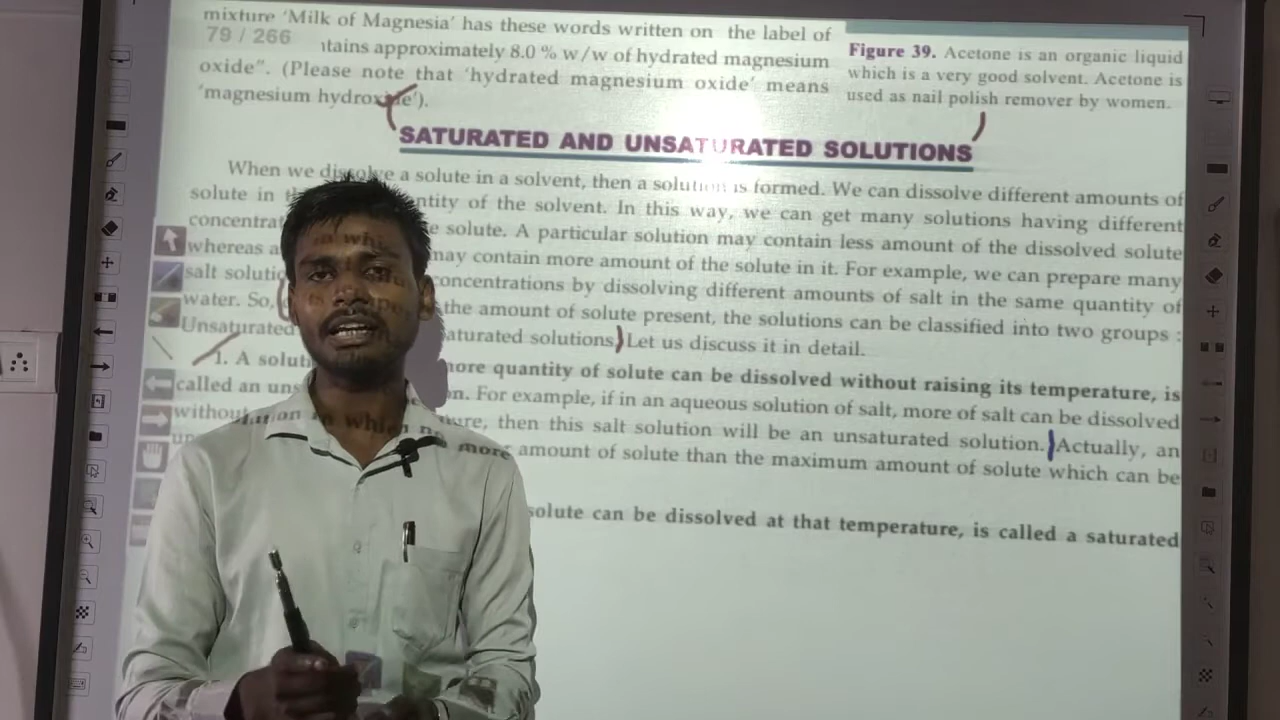 mixture 'Milk of Magnesia' has these words written on the label of
79 / 266
tains approximately 8.0 % w/w of hydrated magnesium
oxide". (Please note that 'hydrated magnesium oxide' means
'magnesium hydroxide').
Figure 39. Acetone is an organic liquid
which is a very good solvent. Acetone is
used as nail polish remover by women.
SATURATED AND UNSATURATED SOLUTIONS
When we dissolve a solute in a solvent, then a solution is formed. We can dissolve different amounts of
solute in ntity of the solvent. In this way, we can get many solutions having different
concentrat e solute. A particular solution may contain less amount of the dissolved solute
whereas a may contain more amount of the solute in it. For example, we can prepare many
salt solutio concentrations by dissolving different amounts of salt in the same quantity of
water. So, the amount of solute present, the solutions can be classified into two groups :
Unsaturated aturated solutions. Let us discuss it in detail.
1. A solut ore quantity of solute can be dissolved without raising its temperature, is
called an uns on. For example, if in an aqueous solution of salt, more of salt can be dissolved
without ture, then this salt solution will be an unsaturated solution. Actually, an
un more amount of solute than the maximum amount of solute which can be
solute can be dissolved at that temperature, is called a saturated